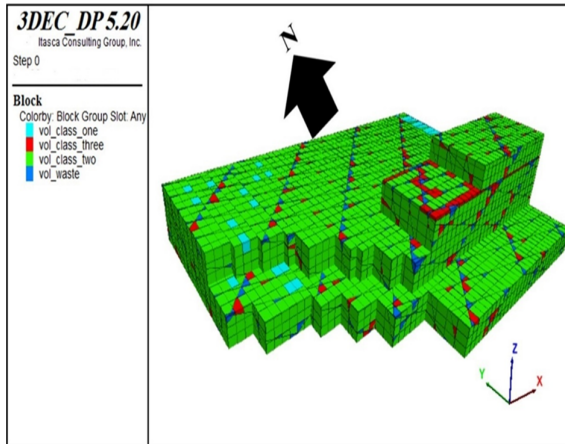 3DEC_DP 5.20
Itasca Consulting Group, Inc.
Step 0
Block
Colorby: Block Group Slot: Any
vol_class_one
vol_class_three
vol_class_two
vol_waste
N
Z
Y
X